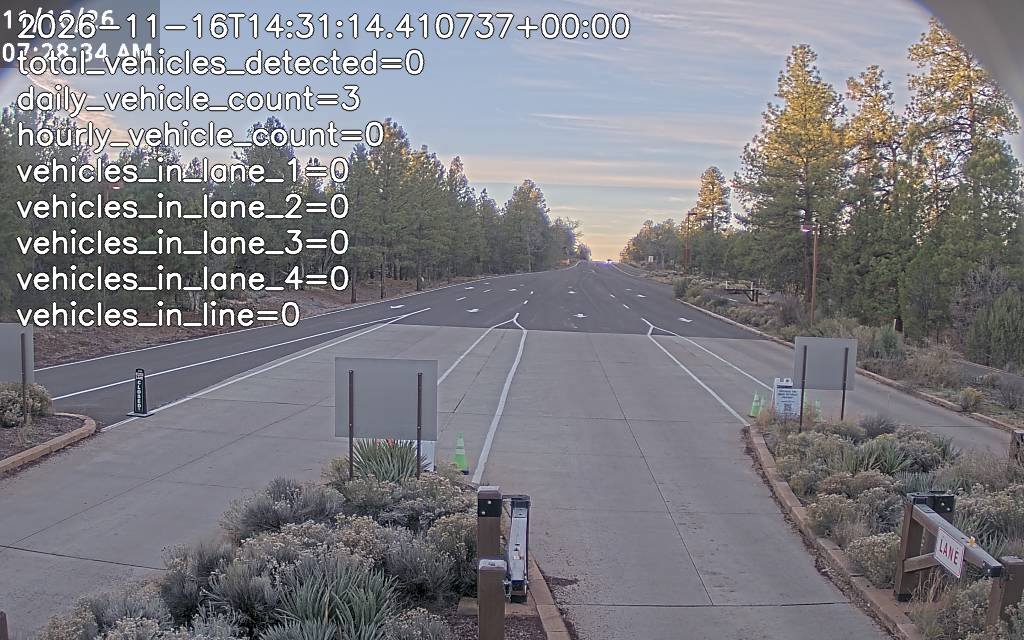 2026-11-16T14:31:14.410737+00:00
07:28:34 AM
total_vehicles_detected=0
daily_vehicle_count=3
hourly_vehicle_count=0
vehicles_in_lane_1=0
vehicles_in_lane_2=0
vehicles_in_lane_3=0
vehicles_in_lane_4=0
vehicles_in_line=0
CLOSED
LANE